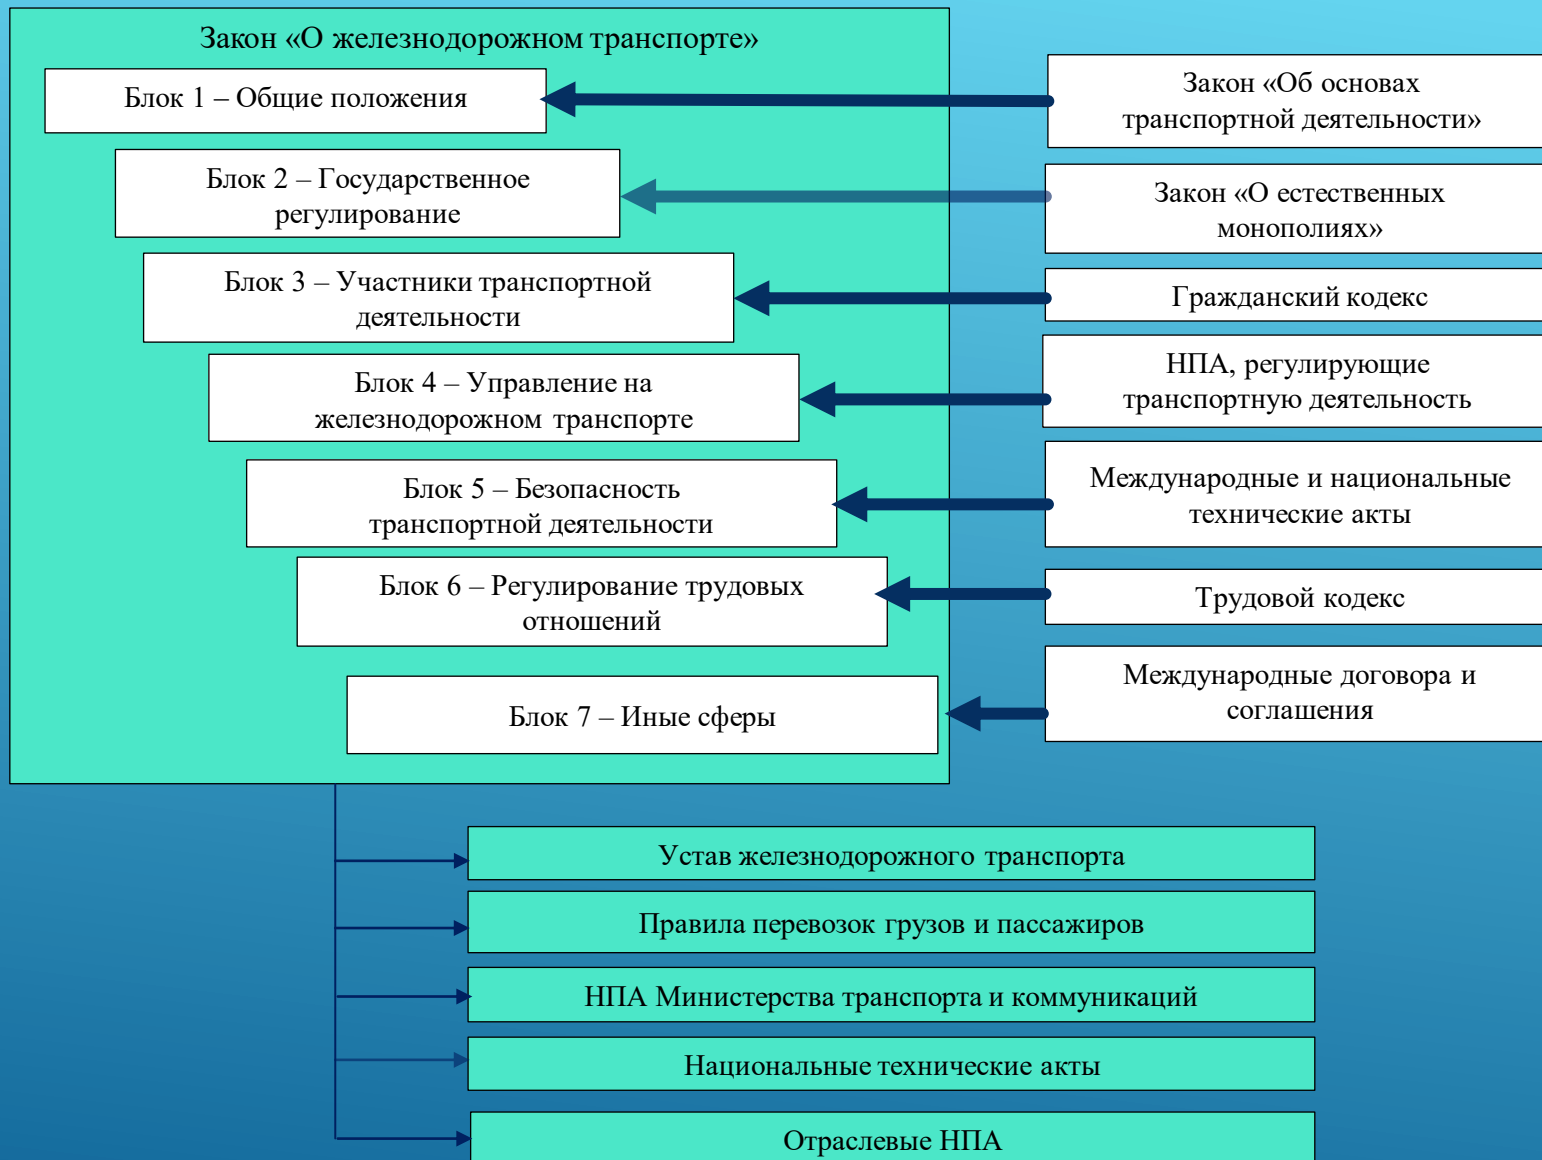 Закон «О железнодорожном транспорте»
Блок 1 – Общие положения
Закон «Об основах
транспортной деятельности»
Блок 2 – Государственное
регулирование
Закон «О естественных
монополиях»
Блок 3 – Участники транспортной
деятельности
Гражданский кодекс
Блок 4 – Управление на
железнодорожном транспорте
НПА, регулирующие
транспортную деятельность
Блок 5 – Безопасность
транспортной деятельности
Международные и национальные
технические акты
Блок 6 – Регулирование трудовых
отношений
Трудовой кодекс
Блок 7 – Иные сферы
Международные договора и
соглашения
Устав железнодорожного транспорта
Правила перевозок грузов и пассажиров
НПА Министерства транспорта и коммуникаций
Национальные технические акты
Отраслевые НПА